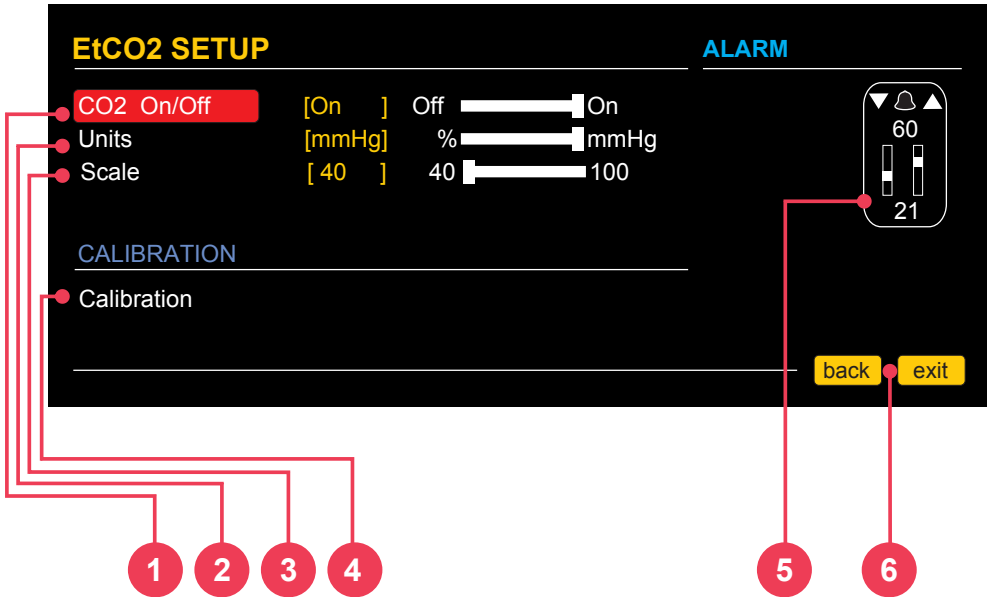 EtCO2 SETUP
ALARM
CO2 On/Off [On ] Off On
Units [mmHg] % mmHg
Scale [ 40 ] 40 100
60
21
CALIBRATION
Calibration
back exit
1 2 3 4 5 6